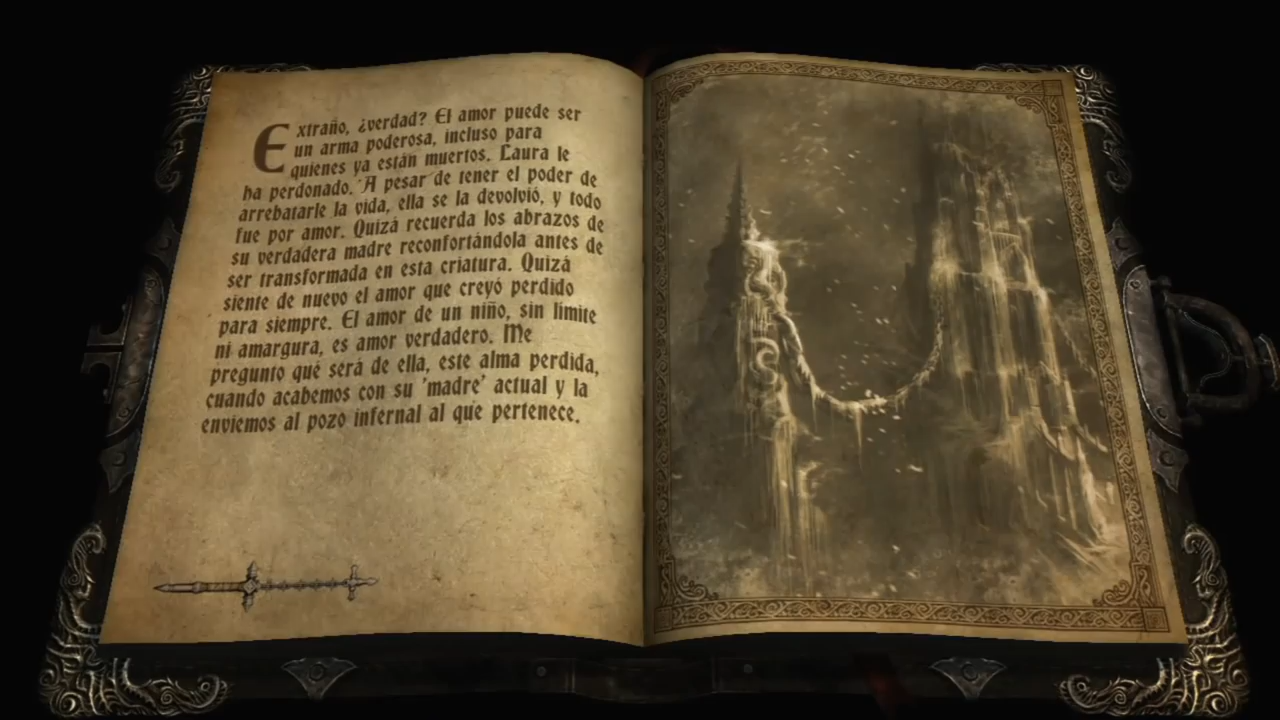 Extraño, ¿verdad? El amor puede ser
un arma poderosa, incluso para
quienes ya están muertos. Laura le
ha perdonado. A pesar de tener el poder de
arrebatarle la vida, ella se la devolvió, y todo
fue por amor. Quizá recuerda los abrazos de
su verdadera madre reconfortándola antes de
ser transformada en esta criatura. Quizá
siente de nuevo el amor que creyó perdido
para siempre. El amor de un niño, sin límite
ni amargura, es amor verdadero. Me
pregunto qué será de ella, este alma perdida,
cuando acabemos con su 'madre' actual y la
enviemos al pozo infernal al que pertenece.